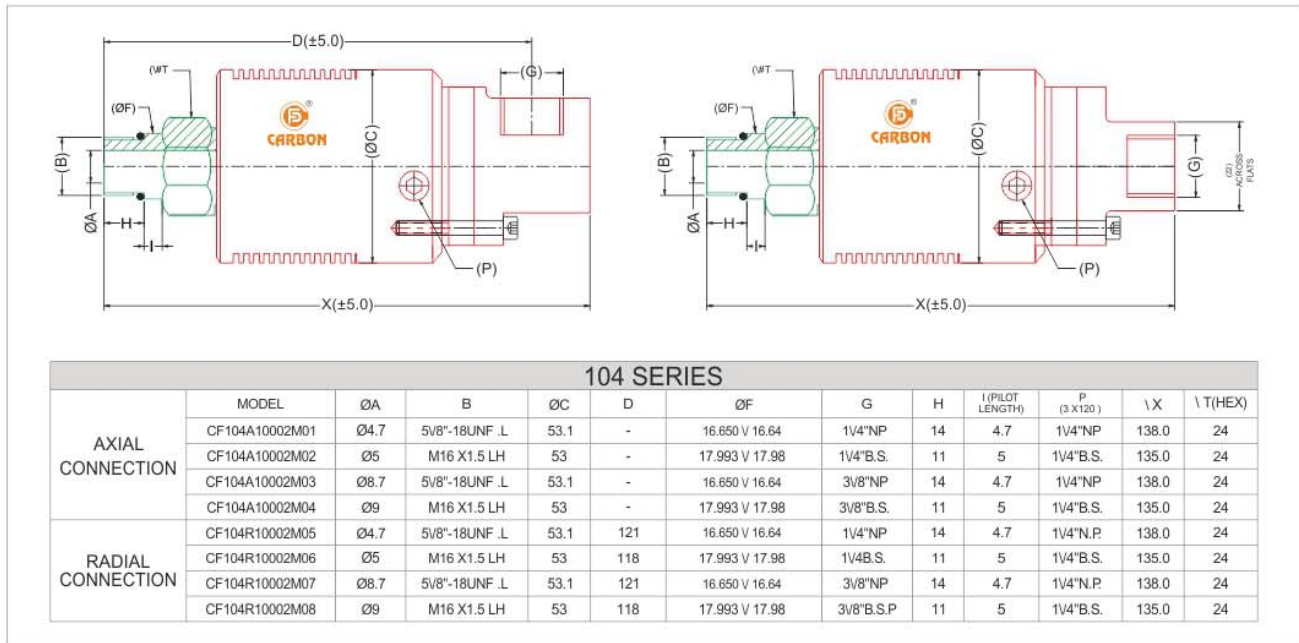 D(±5.0)
(\/\T
(G)
(ØF)
FS ®
CARBON
(B)
(ØC)
ØA
H
I
(P)
X(±5.0)
(\/\T
(ØF)
FS ®
CARBON
(B)
(ØC)
(G)
(22)
ACROSS
FLATS
ØA
H
I
(P)
X(±5.0)
104 SERIES
MODEL ØA B ØC D ØF G H I (PILOT LENGTH) P (3 X120 ) \ X \ T(HEX)
AXIAL CONNECTION
CF104A10002M01 Ø4.7 5\/8"-18UNF .L 53.1 - 16.650 \/ 16.64 1\/4"NP 14 4.7 1\/4"NP 138.0 24
CF104A10002M02 Ø5 M16 X1.5 LH 53 - 17.993 \/ 17.98 1\/4"B.S. 11 5 1\/4"B.S. 135.0 24
CF104A10002M03 Ø8.7 5\/8"-18UNF .L 53.1 - 16.650 \/ 16.64 3\/8"NP 14 4.7 1\/4"NP 138.0 24
CF104A10002M04 Ø9 M16 X1.5 LH 53 - 17.993 \/ 17.98 3\/8"B.S. 11 5 1\/4"B.S. 135.0 24
RADIAL CONNECTION
CF104R10002M05 Ø4.7 5\/8"-18UNF .L 53.1 121 16.650 \/ 16.64 1\/4"NP 14 4.7 1\/4"N.P. 138.0 24
CF104R10002M06 Ø5 M16 X1.5 LH 53 118 17.993 \/ 17.98 1\/4B.S. 11 5 1\/4"B.S. 135.0 24
CF104R10002M07 Ø8.7 5\/8"-18UNF .L 53.1 121 16.650 \/ 16.64 3\/8"NP 14 4.7 1\/4"N.P. 138.0 24
CF104R10002M08 Ø9 M16 X1.5 LH 53 118 17.993 \/ 17.98 3\/8"B.S.P 11 5 1\/4"B.S. 135.0 24